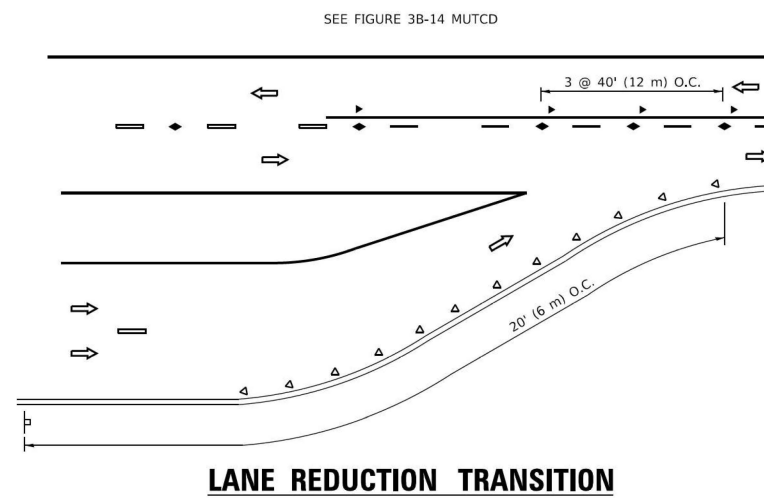 SEE FIGURE 3B-14 MUTCD
3 @ 40' (12 m) O.C.
20' (6 m) O.C.
LANE REDUCTION TRANSITION